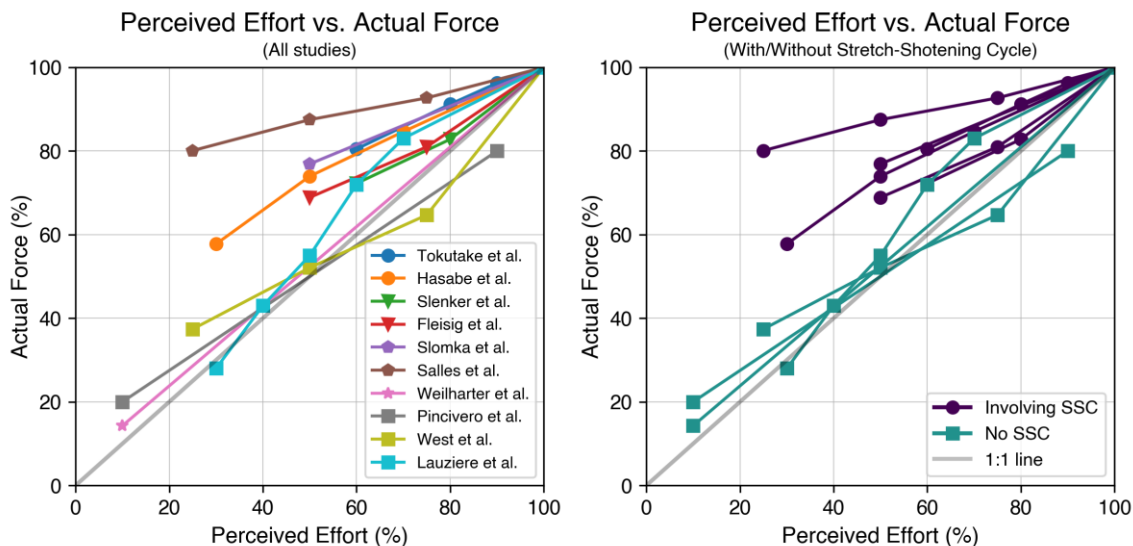 Perceived Effort vs. Actual Force
(All studies)
100
80
60
40
20
0
Actual Force (%)
0 20 40 60 80 100
Perceived Effort (%)
Tokutake et al.
Hasabe et al.
Slenker et al.
Fleisig et al.
Slomka et al.
Salles et al.
Weilharter et al.
Pincivero et al.
West et al.
Lauziere et al.
Perceived Effort vs. Actual Force
(With/Without Stretch-Shotening Cycle)
100
80
60
40
20
0
Actual Force (%)
0 20 40 60 80 100
Perceived Effort (%)
Involving SSC
No SSC
1:1 line